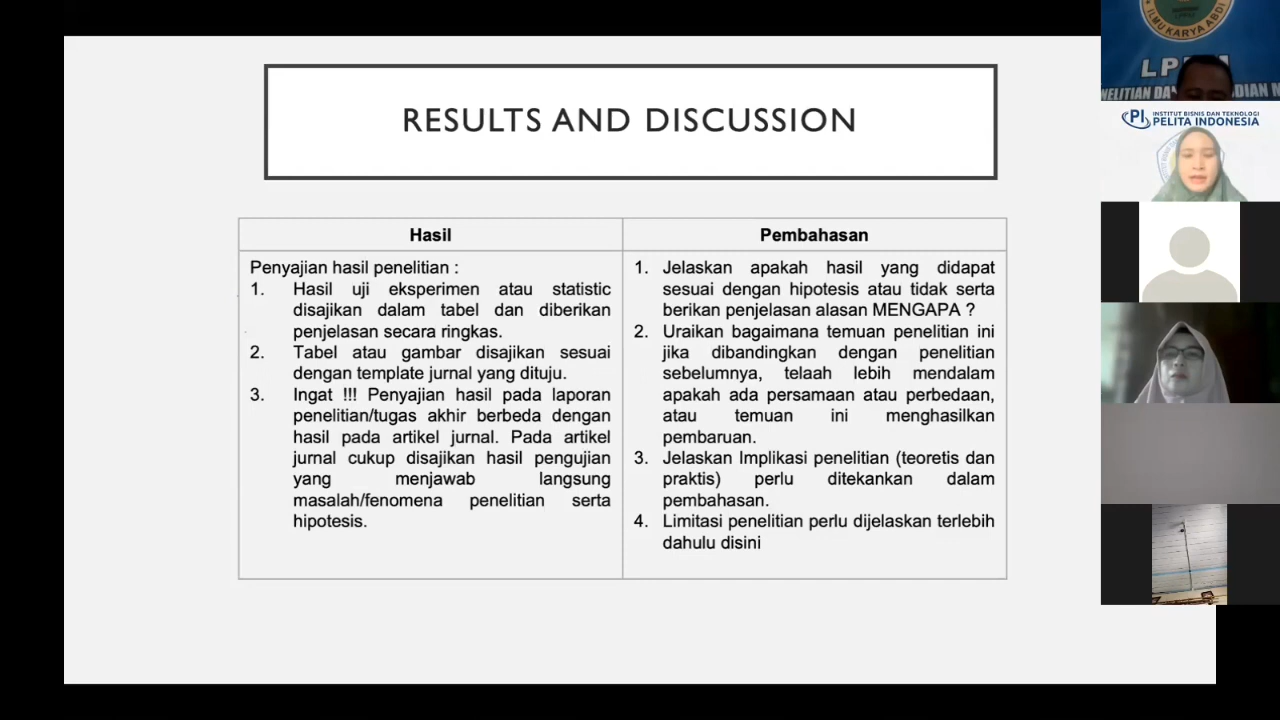 RESULTS AND DISCUSSION
Hasil
Penyajian hasil penelitian :
1. Hasil uji eksperimen atau statistic
disajikan dalam tabel dan diberikan
penjelasan secara ringkas.
2. Tabel atau gambar disajikan sesuai
dengan template jurnal yang dituju.
3. Ingat !!! Penyajian hasil pada laporan
penelitian/tugas akhir berbeda dengan
hasil pada artikel jurnal. Pada artikel
jurnal cukup disajikan hasil pengujian
yang menjawab langsung
masalah/fenomena penelitian serta
hipotesis.
Pembahasan
1. Jelaskan apakah hasil yang didapat
sesuai dengan hipotesis atau tidak serta
berikan penjelasan alasan MENGAPA ?
2. Uraikan bagaimana temuan penelitian ini
jika dibandingkan dengan penelitian
sebelumnya, telaah lebih mendalam
apakah ada persamaan atau perbedaan,
atau temuan ini menghasilkan
pembaruan.
3. Jelaskan Implikasi penelitian (teoretis dan
praktis) perlu ditekankan dalam
pembahasan.
4. Limitasi penelitian perlu dijelaskan terlebih
dahulu disini
ILMU KARYA ABDI
PI
INSTITUT BISNIS DAN TEKNOLOGI
PELITA INDONESIA